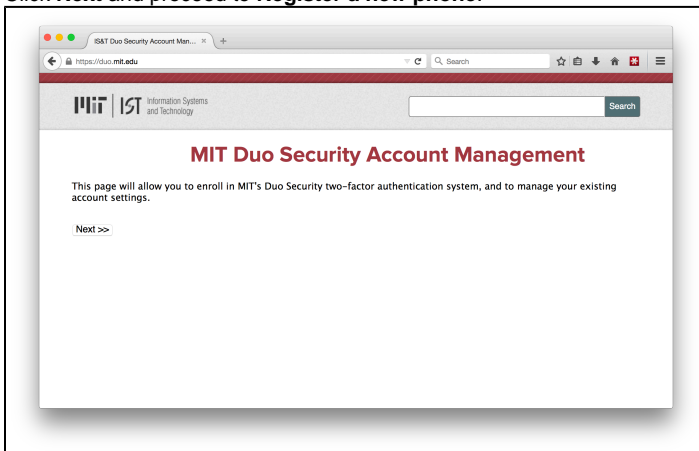 Click Next and proceed to Register a new phone.
IS&T Duo Security Account Man... × +
https://duo.mit.edu Search
MIT IST Information Systems
and Technology
Search
MIT Duo Security Account Management
This page will allow you to enroll in MIT's Duo Security two-factor authentication system, and to manage your existing
account settings.
Next >>